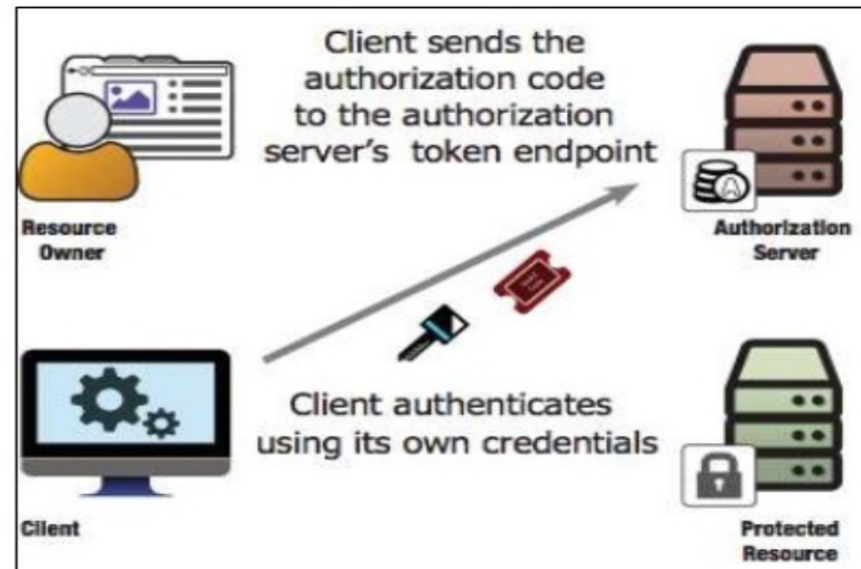 Client sends the
authorization code
to the authorization
server's token endpoint
Resource
Owner
Authorization
Server
Client authenticates
using its own credentials
Client
Protected
Resource